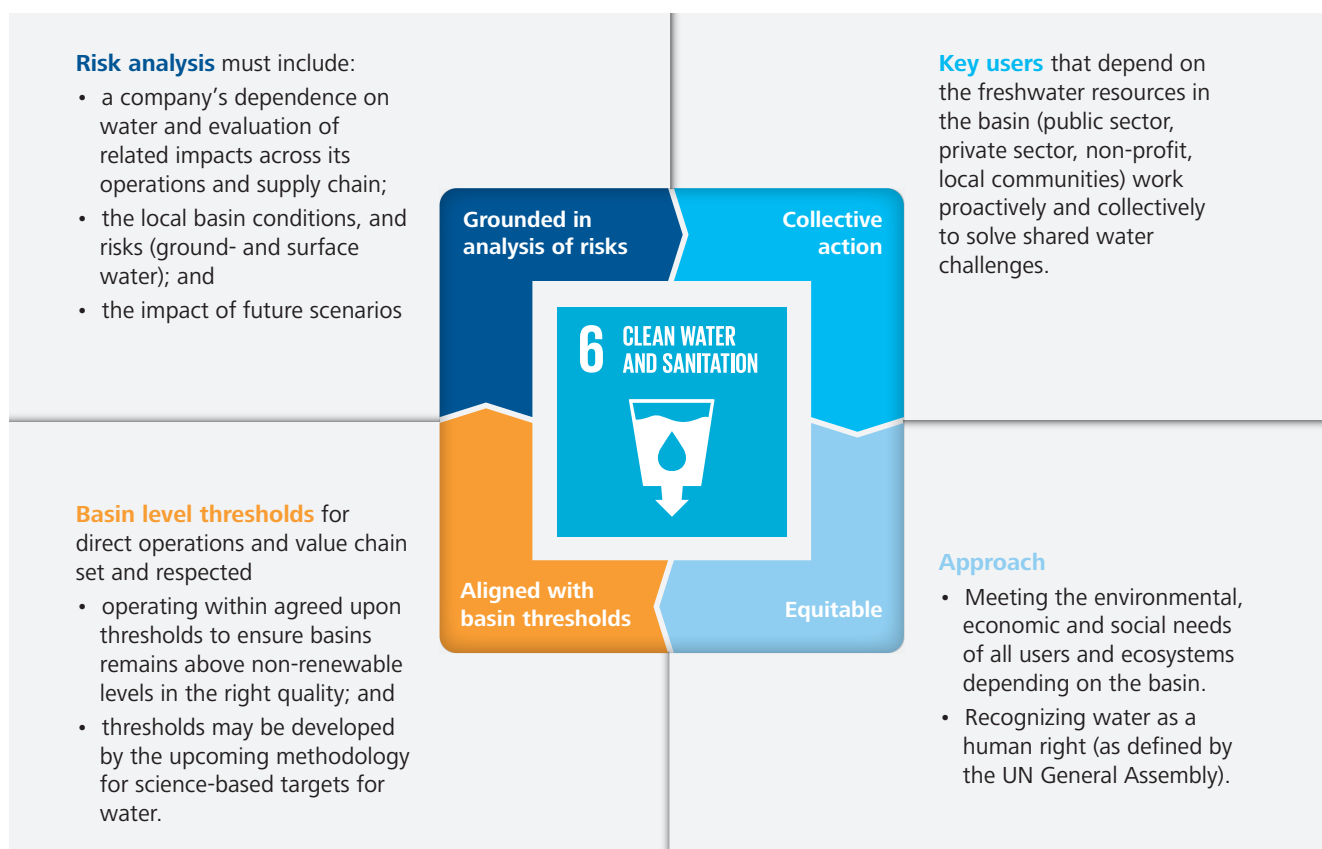 Risk analysis must include:
• a company’s dependence on
water and evaluation of
related impacts across its
operations and supply chain;
• the local basin conditions, and
risks (ground- and surface
water); and
• the impact of future scenarios
Key users that depend on
the freshwater resources in
the basin (public sector,
private sector, non-profit,
local communities) work
proactively and collectively
to solve shared water
challenges.
Grounded in
analysis of risks
Collective
action
6 CLEAN WATER
AND SANITATION
Aligned with
basin thresholds
Equitable
Basin level thresholds for
direct operations and value chain
set and respected
• operating within agreed upon
thresholds to ensure basins
remains above non-renewable
levels in the right quality; and
• thresholds may be developed
by the upcoming methodology
for science-based targets for
water.
Approach
• Meeting the environmental,
economic and social needs
of all users and ecosystems
depending on the basin.
• Recognizing water as a
human right (as defined by
the UN General Assembly).